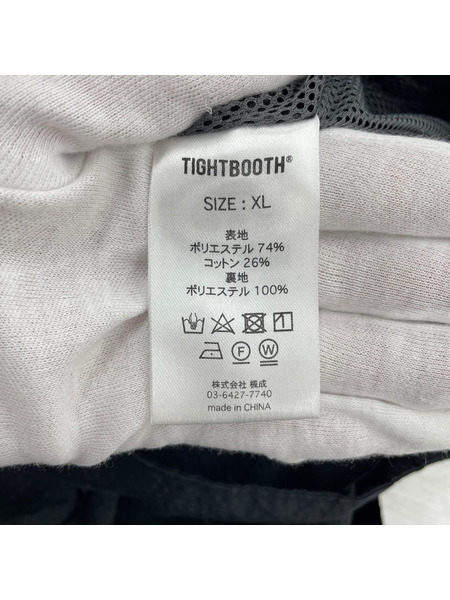 TIGHTBOOTH®
SIZE : XL
表地
ポリエステル 74%
コットン 26%
裏地
ポリエステル 100%
F W
株式会社 楓成
03-6427-7740
made in CHINA